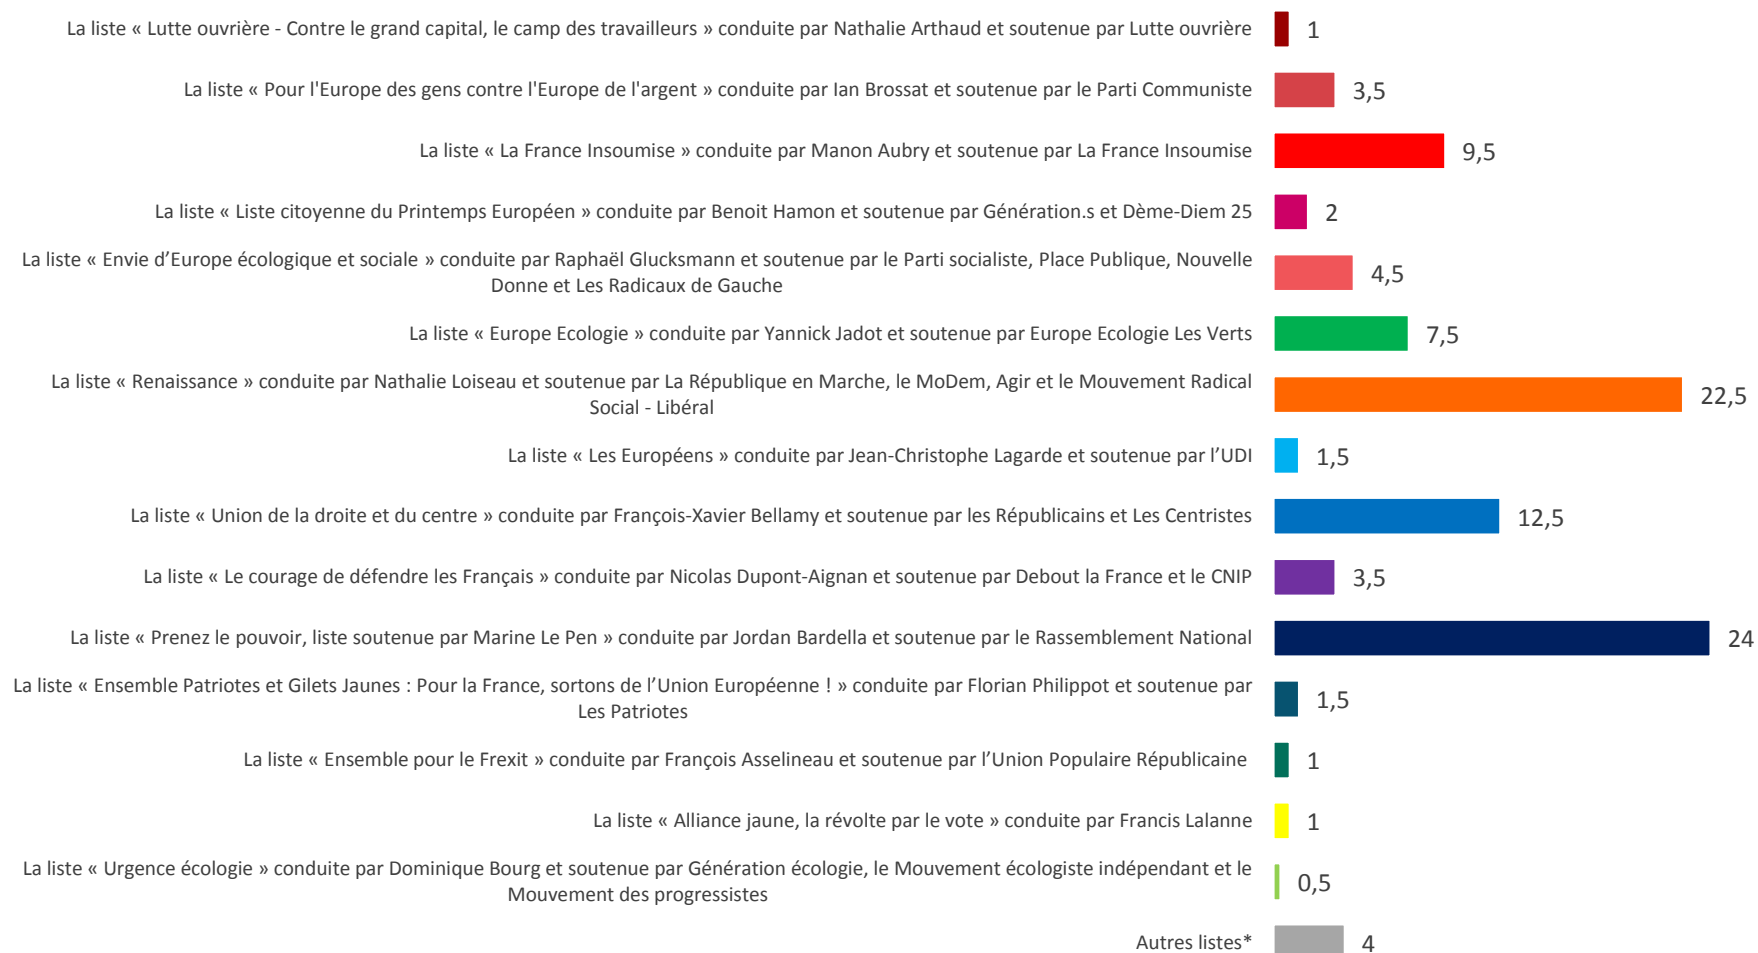 La liste « Lutte ouvrière - Contre le grand capital, le camp des travailleurs » conduite par Nathalie Arthaud et soutenue par Lutte ouvrière 1
La liste « Pour l'Europe des gens contre l'Europe de l'argent » conduite par Ian Brossat et soutenue par le Parti Communiste 3,5
La liste « La France Insoumise » conduite par Manon Aubry et soutenue par La France Insoumise 9,5
La liste « Liste citoyenne du Printemps Européen » conduite par Benoit Hamon et soutenue par Génération.s et Dème-Diem 25 2
La liste « Envie d’Europe écologique et sociale » conduite par Raphaël Glucksmann et soutenue par le Parti socialiste, Place Publique, Nouvelle
Donne et Les Radicaux de Gauche 4,5
La liste « Europe Ecologie » conduite par Yannick Jadot et soutenue par Europe Ecologie Les Verts 7,5
La liste « Renaissance » conduite par Nathalie Loiseau et soutenue par La République en Marche, le MoDem, Agir et le Mouvement Radical
Social - Libéral 22,5
La liste « Les Européens » conduite par Jean-Christophe Lagarde et soutenue par l’UDI 1,5
La liste « Union de la droite et du centre » conduite par François-Xavier Bellamy et soutenue par les Républicains et Les Centristes 12,5
La liste « Le courage de défendre les Français » conduite par Nicolas Dupont-Aignan et soutenue par Debout la France et le CNIP 3,5
La liste « Prenez le pouvoir, liste soutenue par Marine Le Pen » conduite par Jordan Bardella et soutenue par le Rassemblement National 24
La liste « Ensemble Patriotes et Gilets Jaunes : Pour la France, sortons de l’Union Européenne ! » conduite par Florian Philippot et soutenue par
Les Patriotes 1,5
La liste « Ensemble pour le Frexit » conduite par François Asselineau et soutenue par l’Union Populaire Républicaine 1
La liste « Alliance jaune, la révolte par le vote » conduite par Francis Lalanne 1
La liste « Urgence écologie » conduite par Dominique Bourg et soutenue par Génération écologie, le Mouvement écologiste indépendant et le
Mouvement des progressistes 0,5
Autres listes* 4